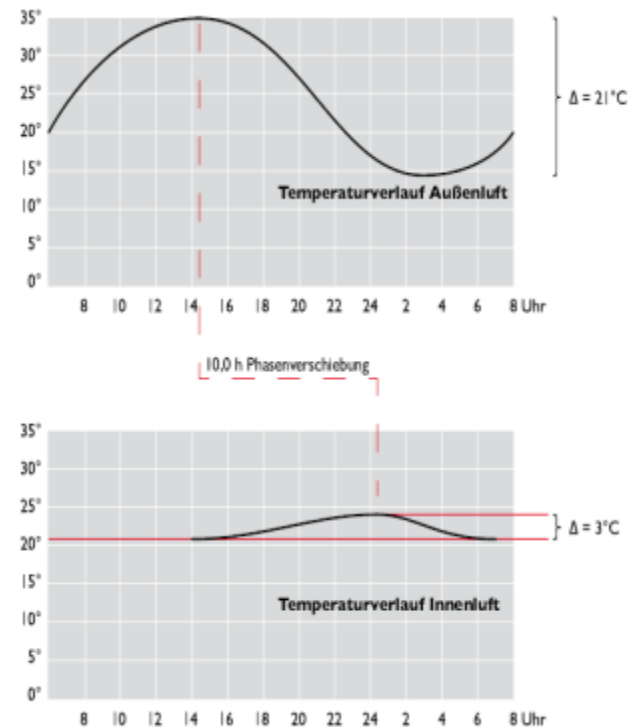 35°
30°
25°
20°
15°
10°
5°
0°
Δ = 21°C
Temperaturverlauf Außenluft
8 10 12 14 16 18 20 22 24 2 4 6 8 Uhr
10,0 h Phasenverschiebung
35°
30°
25°
20°
15°
10°
5°
0°
Δ = 3°C
Temperaturverlauf Innenluft
8 10 12 14 16 18 20 22 24 2 4 6 8 Uhr